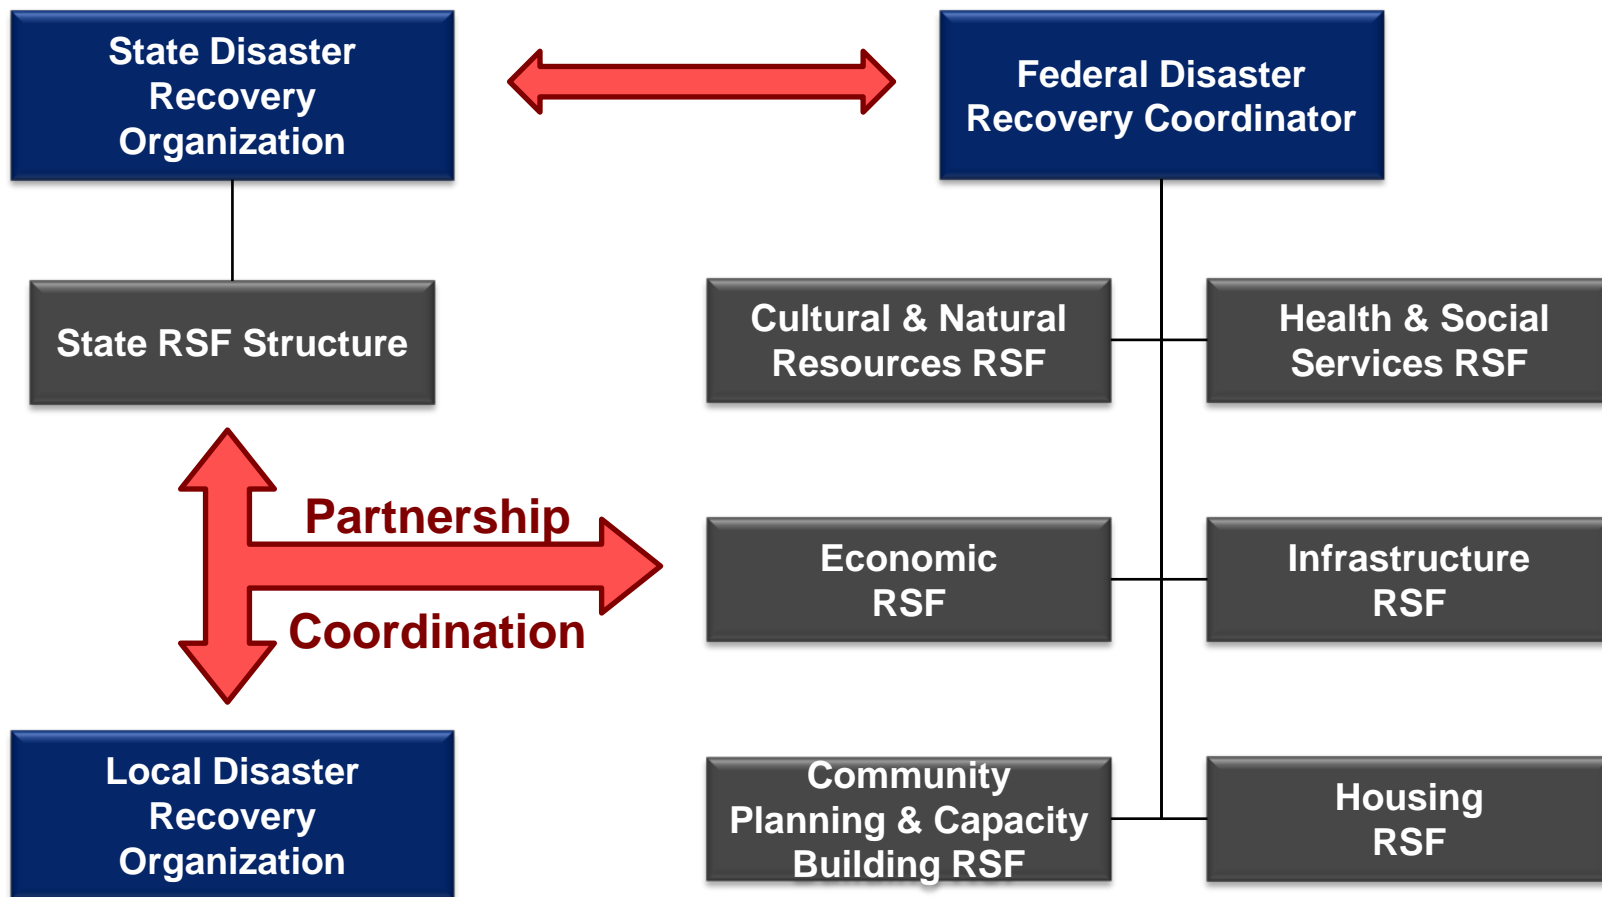 State Disaster
Recovery
Organization
Federal Disaster
Recovery Coordinator
State RSF Structure
Cultural & Natural
Resources RSF
Health & Social
Services RSF
Partnership
Coordination
Economic
RSF
Infrastructure
RSF
Local Disaster
Recovery
Organization
Community
Planning & Capacity
Building RSF
Housing
RSF